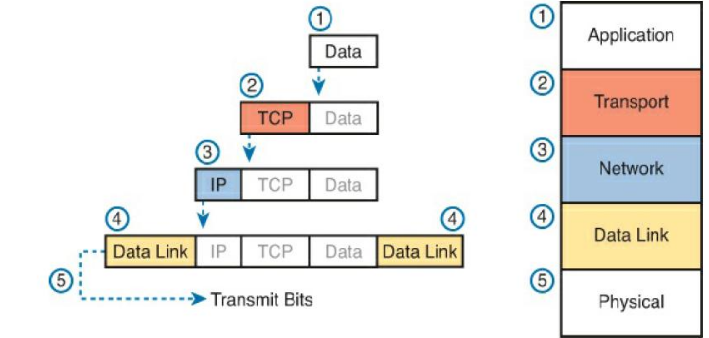 1
Data
2
TCP Data
3
IP TCP Data
4 4
Data Link IP TCP Data Data Link
5
Transmit Bits
1 Application
2 Transport
3 Network
4 Data Link
5 Physical